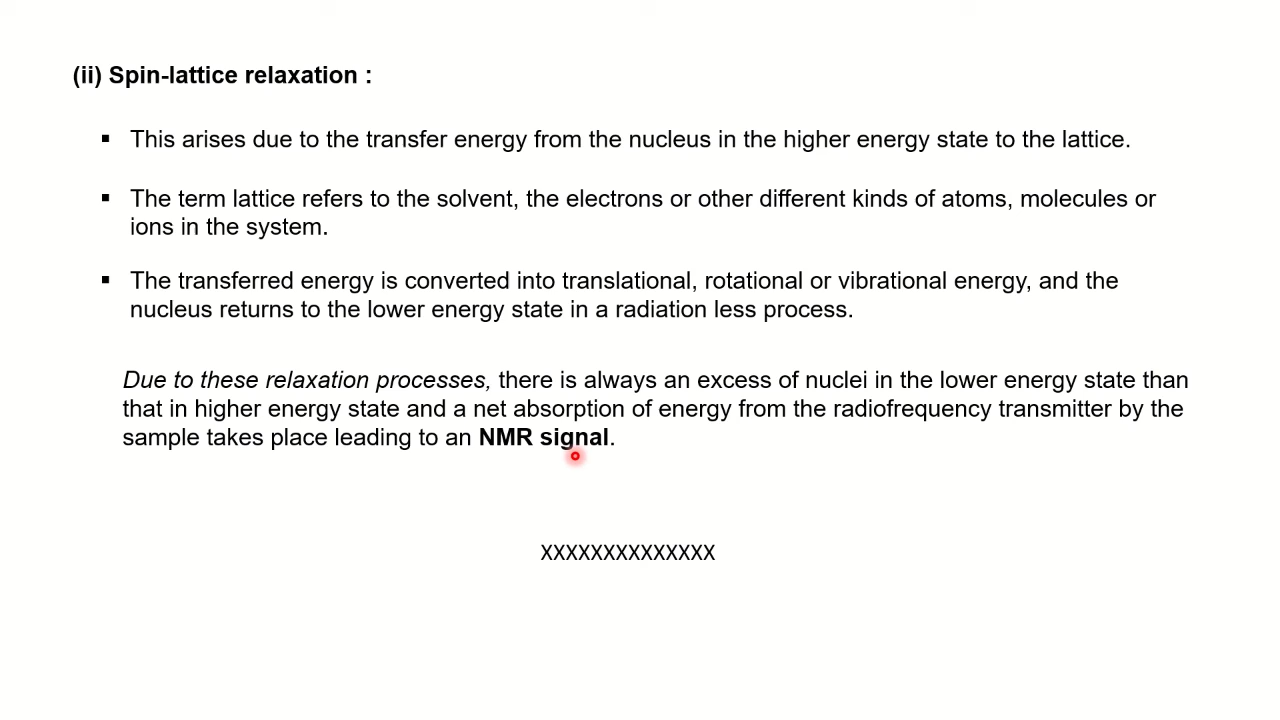 (ii) Spin-lattice relaxation :
▪ This arises due to the transfer energy from the nucleus in the higher energy state to the lattice.
▪ The term lattice refers to the solvent, the electrons or other different kinds of atoms, molecules or
ions in the system.
▪ The transferred energy is converted into translational, rotational or vibrational energy, and the
nucleus returns to the lower energy state in a radiation less process.
Due to these relaxation processes, there is always an excess of nuclei in the lower energy state than
that in higher energy state and a net absorption of energy from the radiofrequency transmitter by the
sample takes place leading to an NMR signal.
XXXXXXXXXXXXXX